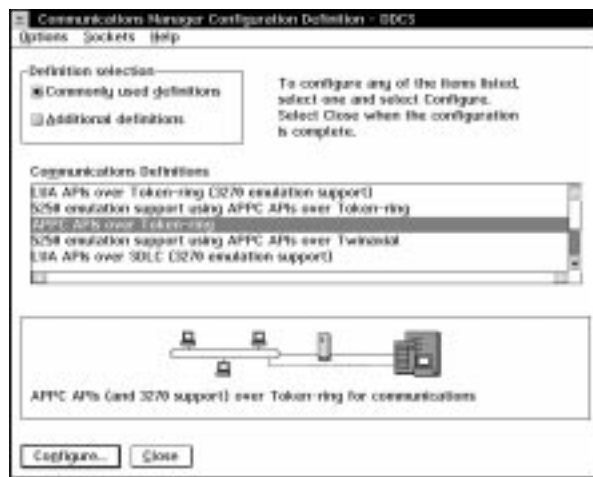 Communications Manager Configuration Definition - DDCS
Options Sockets Help
Definition selection
Commonly used definitions
Additional definitions
To configure any of the items listed,
select one and select Configure.
Select Close when the configuration
is complete.
Communications Definitions
LUA APIs over Token-ring (3270 emulation support)
5250 emulation support using APPC APIs over Token-ring
APPC APIs over Token-ring
5250 emulation support using APPC APIs over Twinaxial
LUA APIs over SDLC (3270 emulation support)
APPC APIs (and 3270 support) over Token-ring for communications
Configure... Close